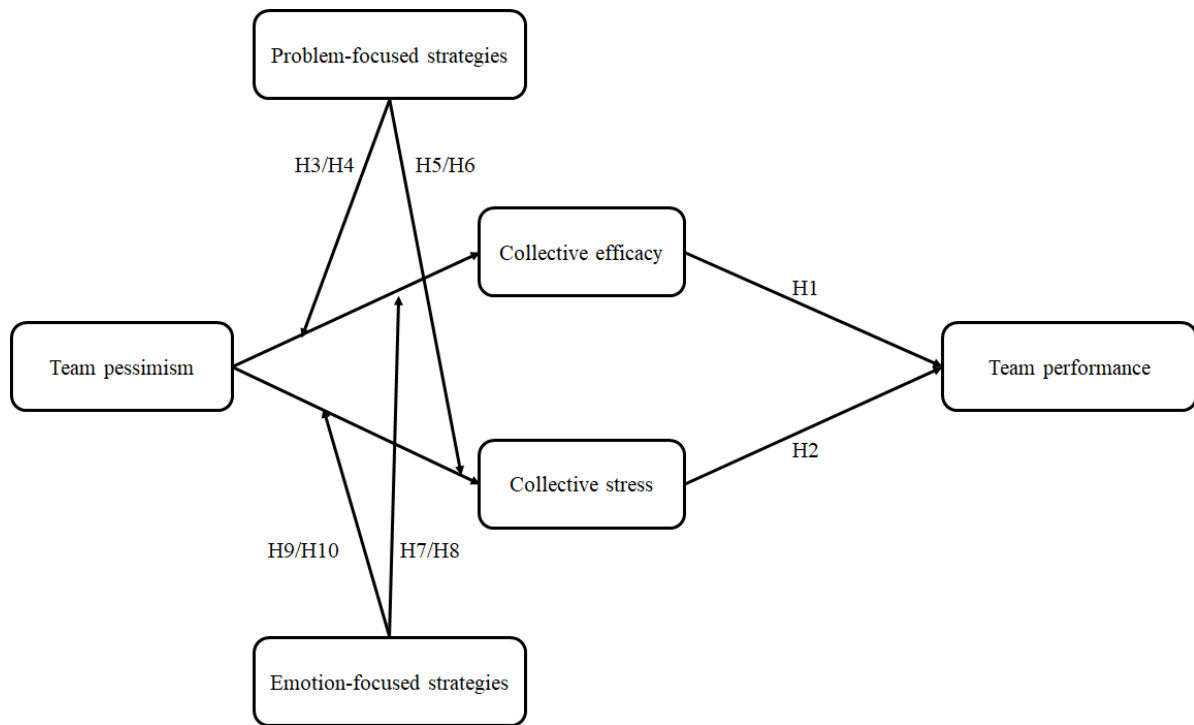 Problem-focused strategies
H3/H4
H5/H6
Collective efficacy
H1
Team pessimism
Team performance
H2
Collective stress
H9/H10
H7/H8
Emotion-focused strategies